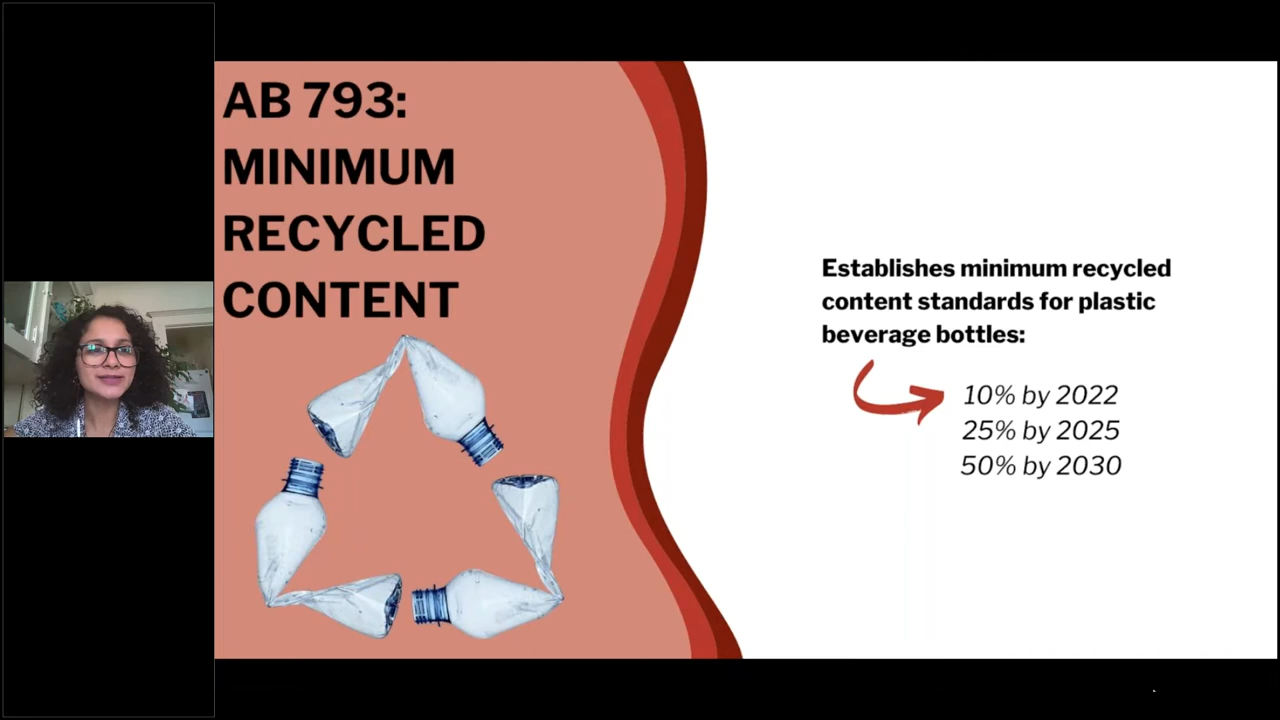 AB 793:
MINIMUM
RECYCLED
CONTENT
Establishes minimum recycled
content standards for plastic
beverage bottles:
10% by 2022
25% by 2025
50% by 2030